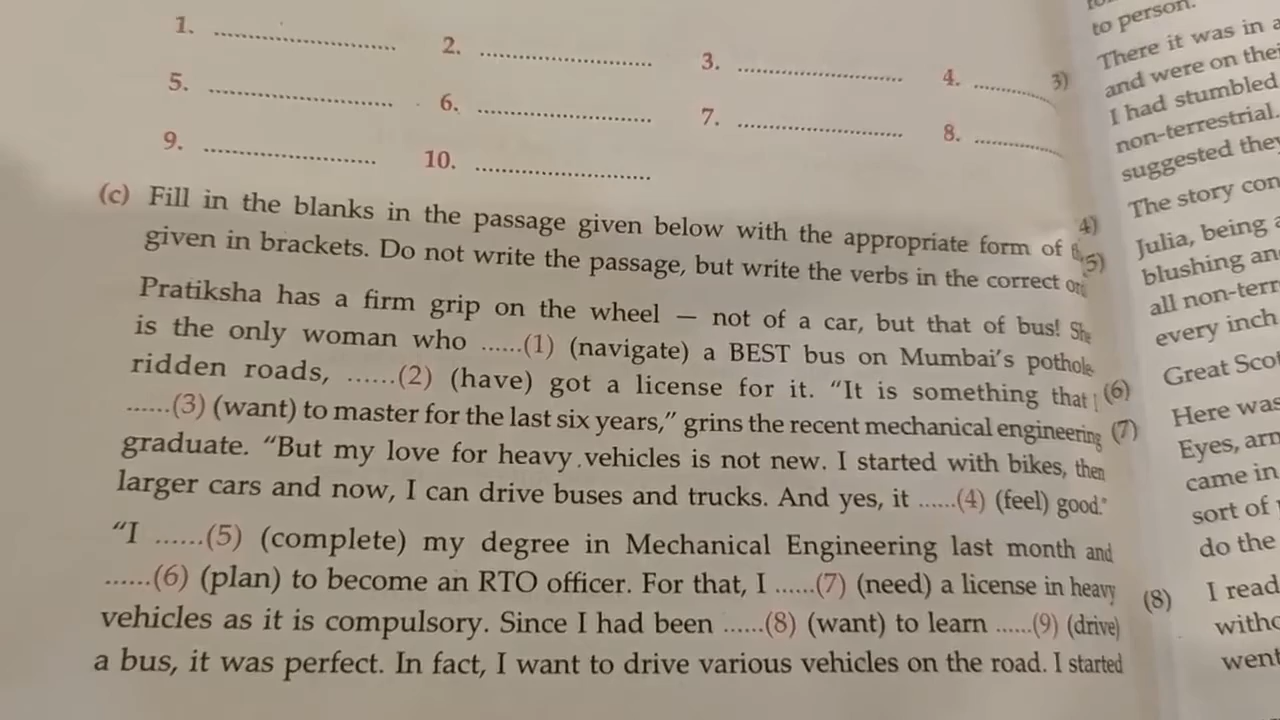 1. ........ 2. ........ 3. ........ 4. ........
5. ........ 6. ........ 7. ........ 8. ........
9. ........ 10. ........
(c) Fill in the blanks in the passage given below with the appropriate form of
given in brackets. Do not write the passage, but write the verbs in the correct
Pratiksha has a firm grip on the wheel — not of a car, but that of bus! She
is the only woman who ......(1) (navigate) a BEST bus on Mumbai's pothole
ridden roads, ......(2) (have) got a license for it. "It is something that I
......(3) (want) to master for the last six years," grins the recent mechanical engineering
graduate. "But my love for heavy vehicles is not new. I started with bikes, then
larger cars and now, I can drive buses and trucks. And yes, it ......(4) (feel) good."
"I ......(5) (complete) my degree in Mechanical Engineering last month and
......(6) (plan) to become an RTO officer. For that, I ......(7) (need) a license in heavy
vehicles as it is compulsory. Since I had been ......(8) (want) to learn ......(9) (drive)
a bus, it was perfect. In fact, I want to drive various vehicles on the road. I started
to person.
3) There it was in a
and were on
I had stumbled
non-terrestrial.
suggested they
4) The story
5) Julia, being
blushing
all
every inch
(6) Great
(7) Here was
Eyes,
came in
sort of
do the
(8) I read
went